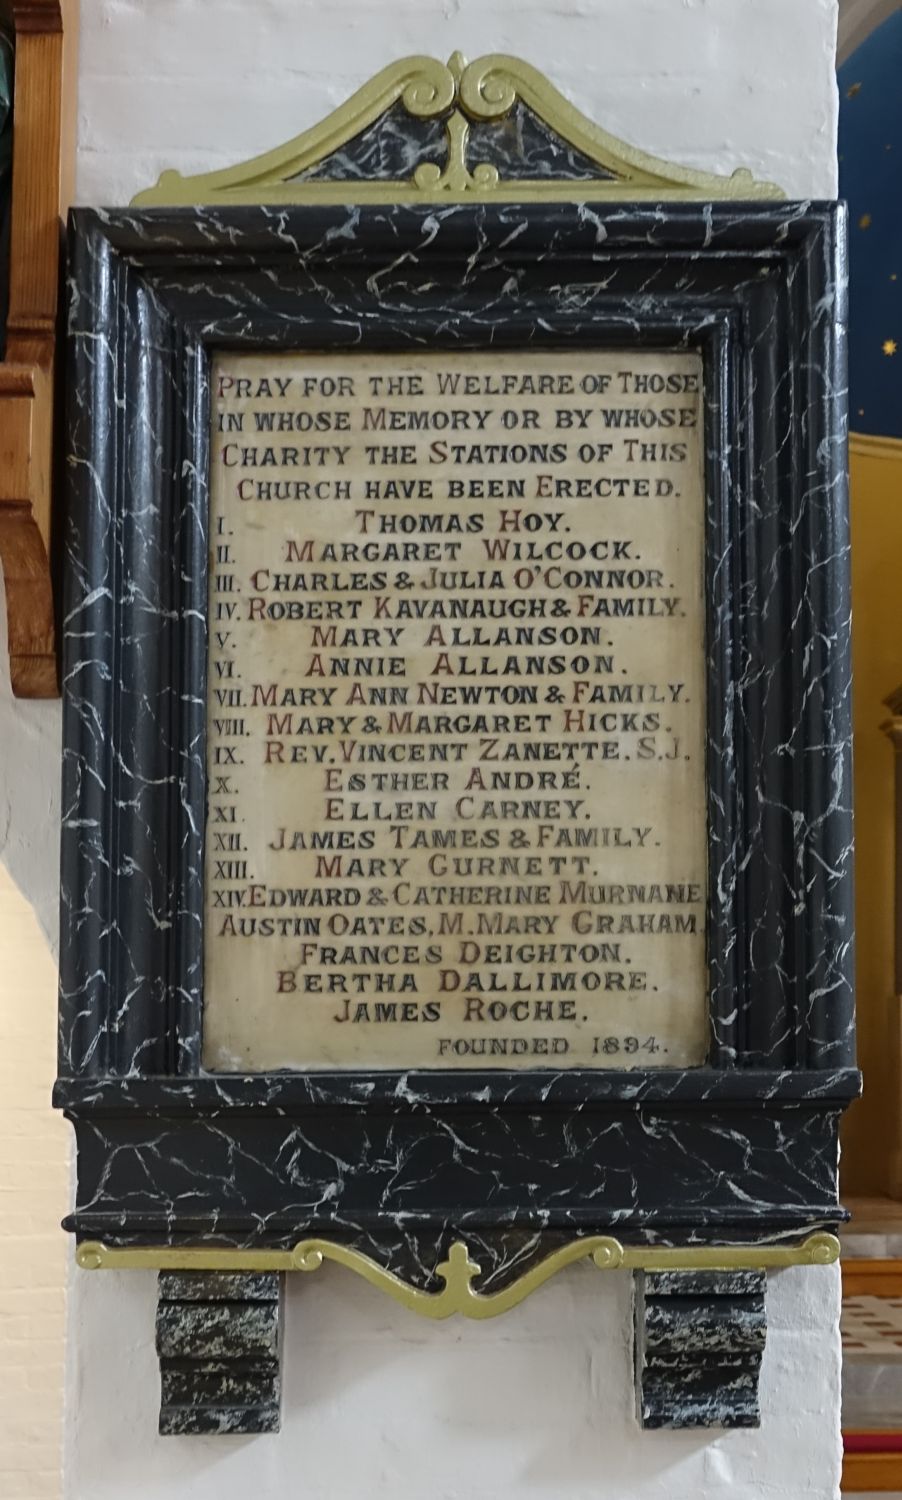 PRAY FOR THE WELFARE OF THOSE
IN WHOSE MEMORY OR BY WHOSE
CHARITY THE STATIONS OF THIS
CHURCH HAVE BEEN ERECTED.
I. THOMAS HOY.
II. MARGARET WILCOCK.
III. CHARLES & JULIA O'CONNOR.
IV. ROBERT KAVANAUGH & FAMILY.
V. MARY ALLANSON.
VI. ANNIE ALLANSON.
VII. MARY ANN NEWTON & FAMILY.
VIII. MARY & MARGARET HICKS.
IX. REV. VINCENT ZANETTE. S.J.
X. ESTHER ANDRÉ.
XI. ELLEN CARNEY.
XII. JAMES TAMES & FAMILY.
XIII. MARY GURNETT.
XIV. EDWARD & CATHERINE MURNANE
AUSTIN OATES, M. MARY GRAHAM.
FRANCES DEIGHTON.
BERTHA DALLIMORE.
JAMES ROCHE.
FOUNDED 1894.